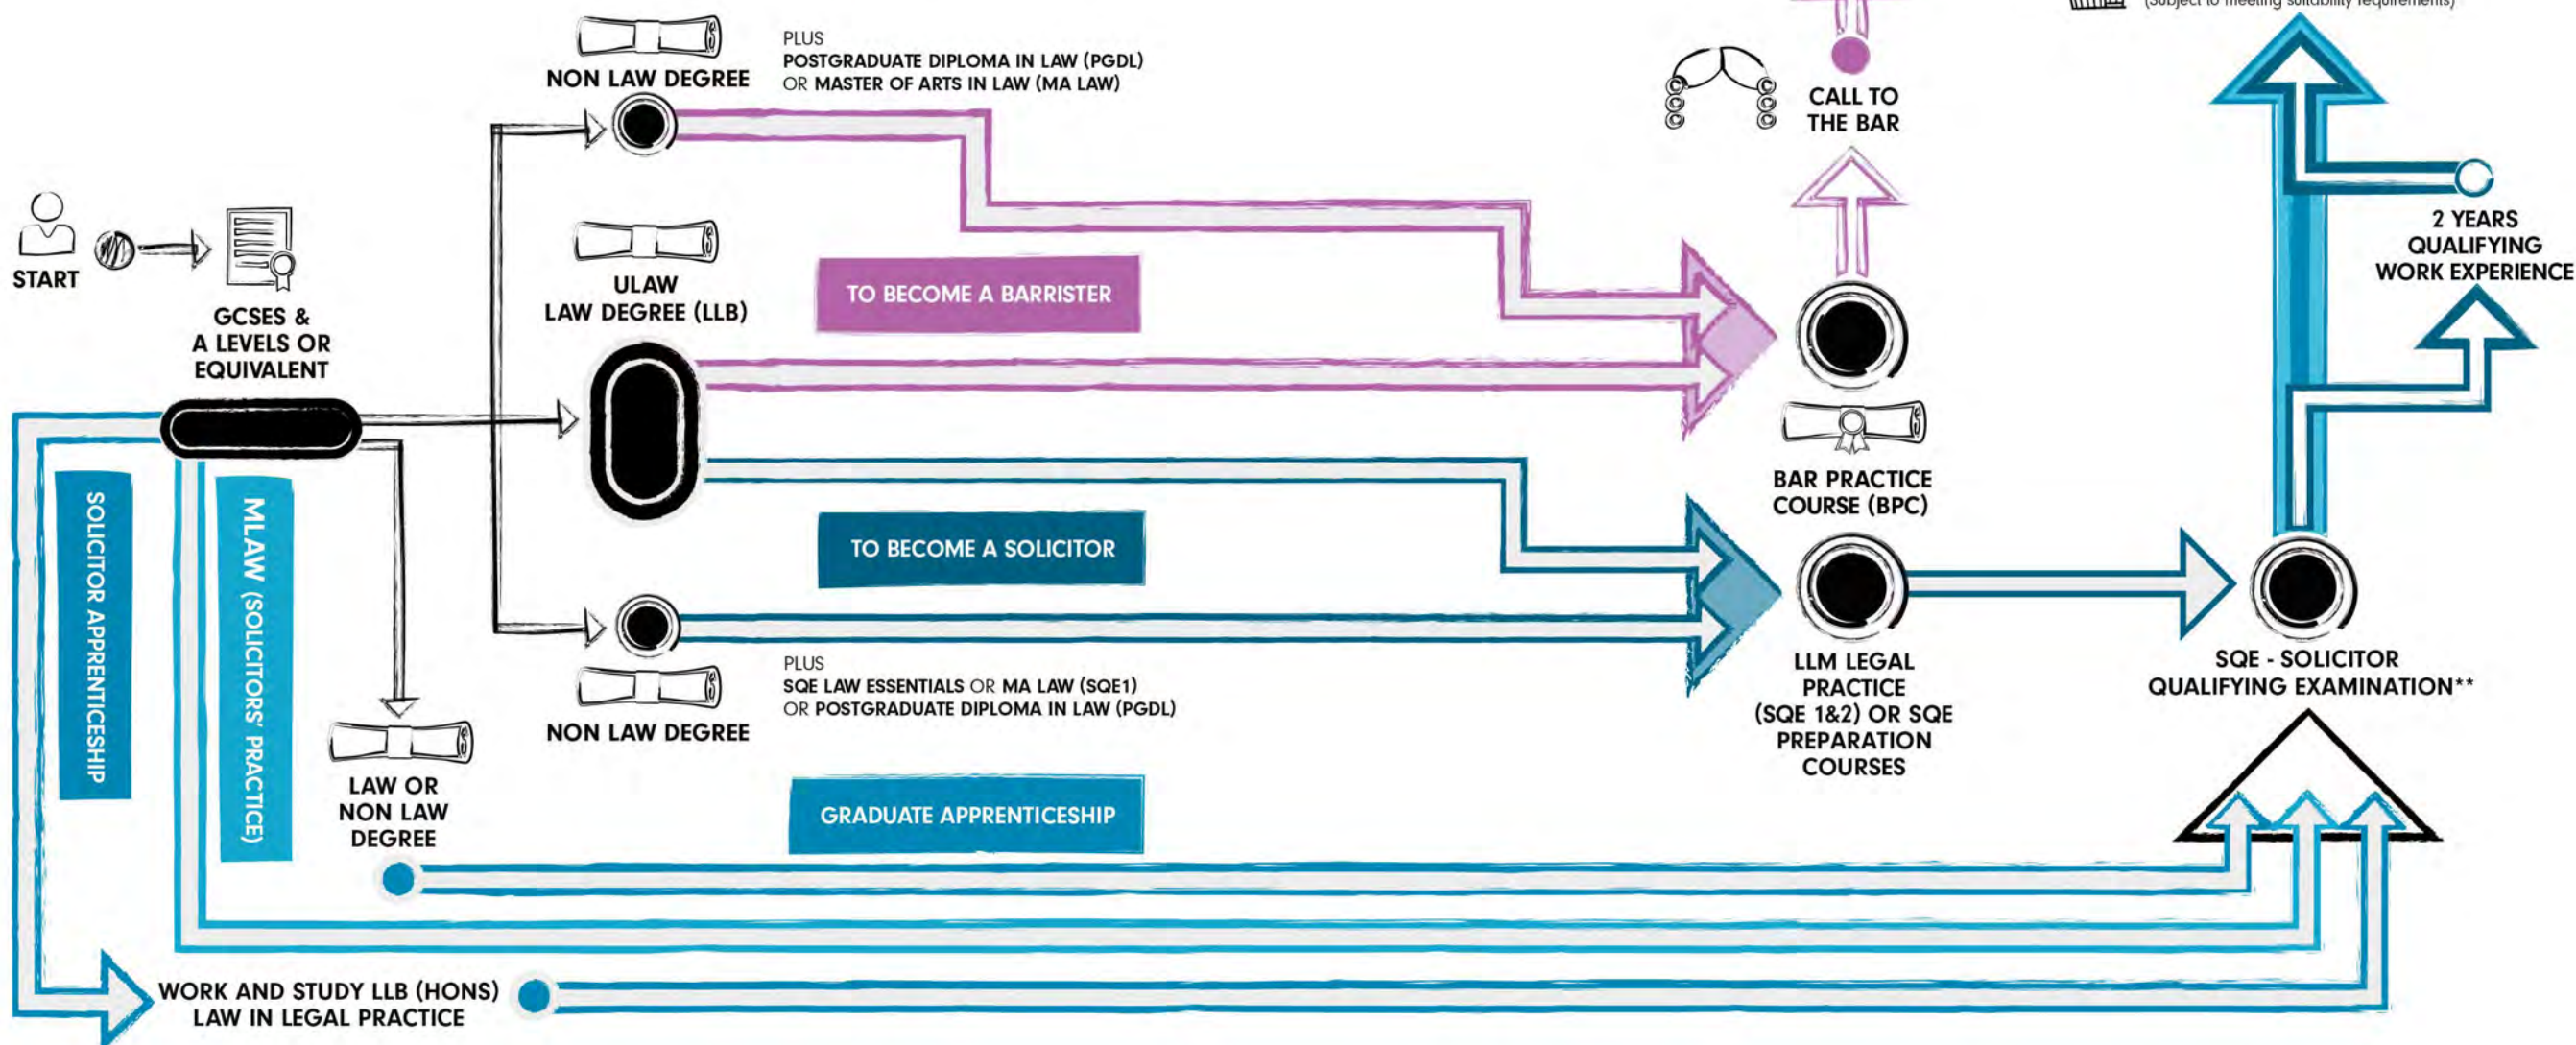 (Subject to meeting suitability requirements)
NON LAW DEGREE
PLUS
POSTGRADUATE DIPLOMA IN LAW (PGDL)
OR MASTER OF ARTS IN LAW (MA LAW)
CALL TO
THE BAR
START
GCSES &
A LEVELS OR
EQUIVALENT
ULAW
LAW DEGREE (LLB)
TO BECOME A BARRISTER
2 YEARS
QUALIFYING
WORK EXPERIENCE
BAR PRACTICE
COURSE (BPC)
SOLICITOR APPRENTICESHIP
MLAW (SOLICITORS' PRACTICE)
TO BECOME A SOLICITOR
NON LAW DEGREE
PLUS
SQE LAW ESSENTIALS OR MA LAW (SQE1)
OR POSTGRADUATE DIPLOMA IN LAW (PGDL)
LLM LEGAL
PRACTICE
(SQE 1&2) OR SQE
PREPARATION
COURSES
SQE - SOLICITOR
QUALIFYING EXAMINATION**
LAW OR
NON LAW
DEGREE
GRADUATE APPRENTICESHIP
WORK AND STUDY LLB (HONS)
LAW IN LEGAL PRACTICE